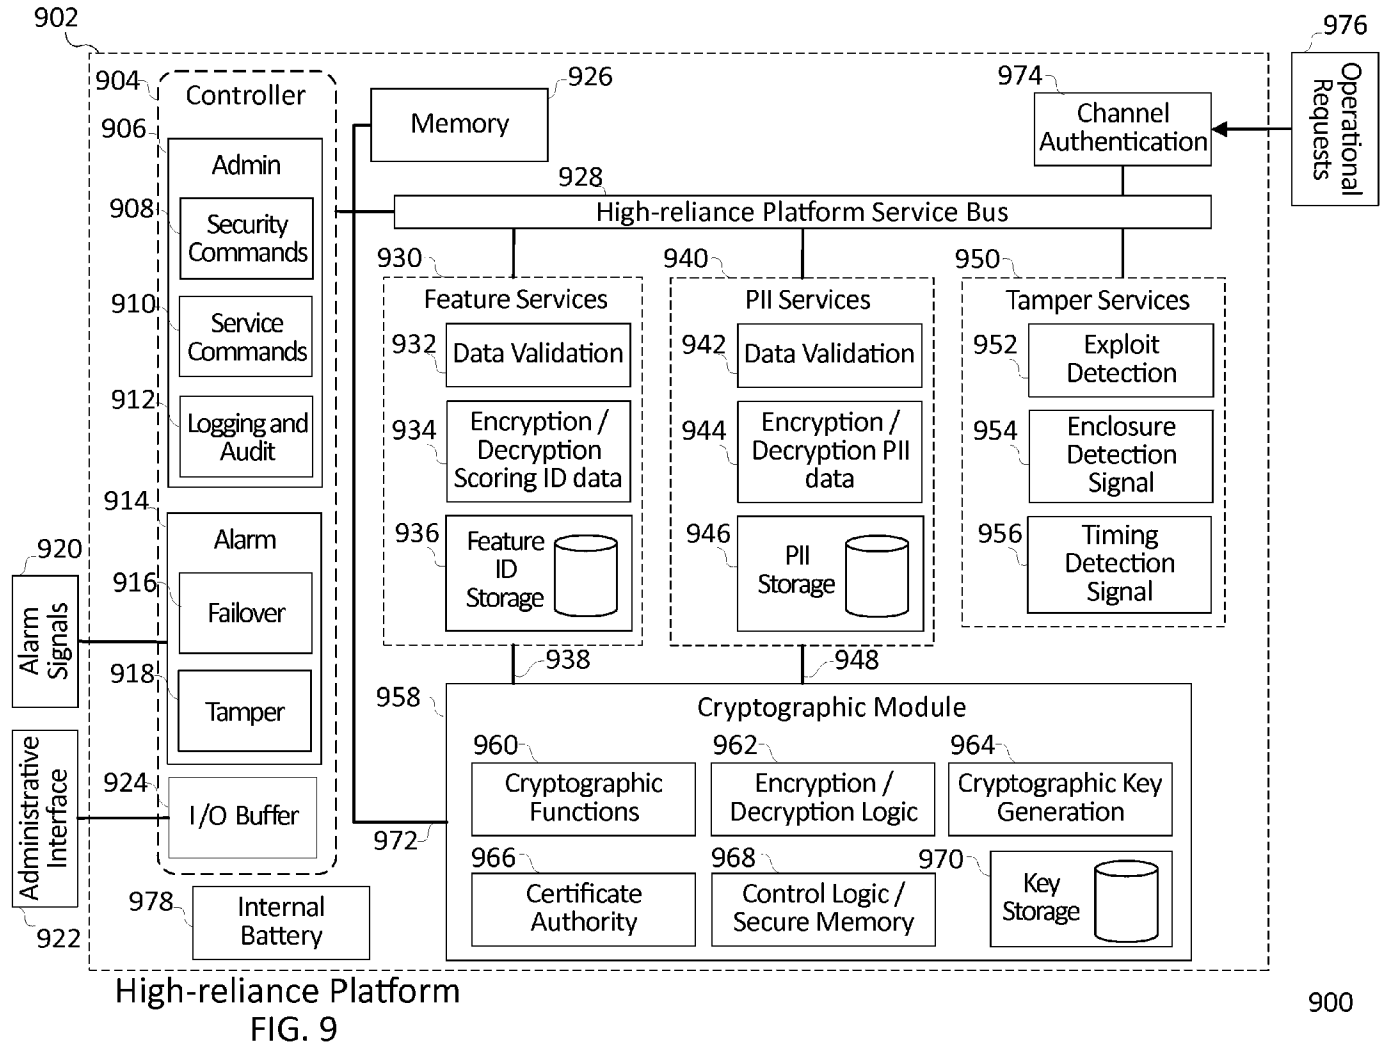 902
976
Operational
Requests
904
Controller
926
Memory
974
Channel
Authentication
906
Admin
928
High-reliance Platform Service Bus
908
Security
Commands
910
Service
Commands
912
Logging and
Audit
930
Feature Services
932
Data Validation
934
Encryption /
Decryption
Scoring ID data
936
Feature
ID
Storage
940
PII Services
942
Data Validation
944
Encryption /
Decryption PII
data
946
PII
Storage
950
Tamper Services
952
Exploit
Detection
954
Enclosure
Detection
Signal
956
Timing
Detection
Signal
914
Alarm
916
Failover
918
Tamper
920
Alarm
Signals
922
Administrative
Interface
924
I/O Buffer
938
948
958
Cryptographic Module
960
Cryptographic
Functions
962
Encryption /
Decryption Logic
964
Cryptographic Key
Generation
972
966
Certificate
Authority
968
Control Logic /
Secure Memory
970
Key
Storage
978
Internal
Battery
High-reliance Platform
FIG. 9
900